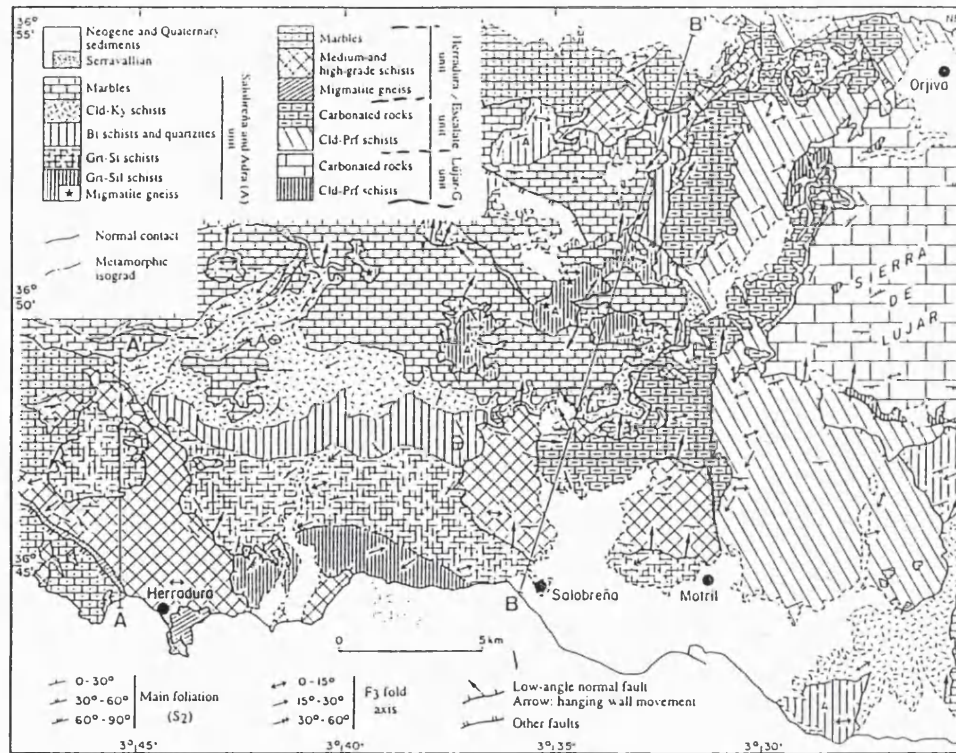 36°
55'
Neogene and Quaternary
sediments
Serravallian
Marbles
Cld-Ky schists
Bt schists and quartzites
Grt-St schists
Grt-Sil schists
Migmatite gneiss
Salobreña and Adra (A)
unit
Marbles
Medium-and
high-grade schists
Migmatite gneiss
Herradura
unit
Carbonated rocks
Cld-Prf schists
Escalate
unit
Carbonated rocks
Cld-Prf schists
Lujar-G
unit
Normal contact
Metamorphic
isograd
B'
Orjiva
36°
50'
A'
SIERRA
DE
LUJAR
36°
45'
Herradura
A
B
Salobreña
Motril
0
5 km
0-30°
30°-60°
60°-90°
Main foliation
(S2)
0-15°
15°-30°
30°-60°
F3 fold
axis
Low-angle normal fault
Arrow: hanging wall movement
Other faults
3°45'
3°40'
3°35'
3°30'